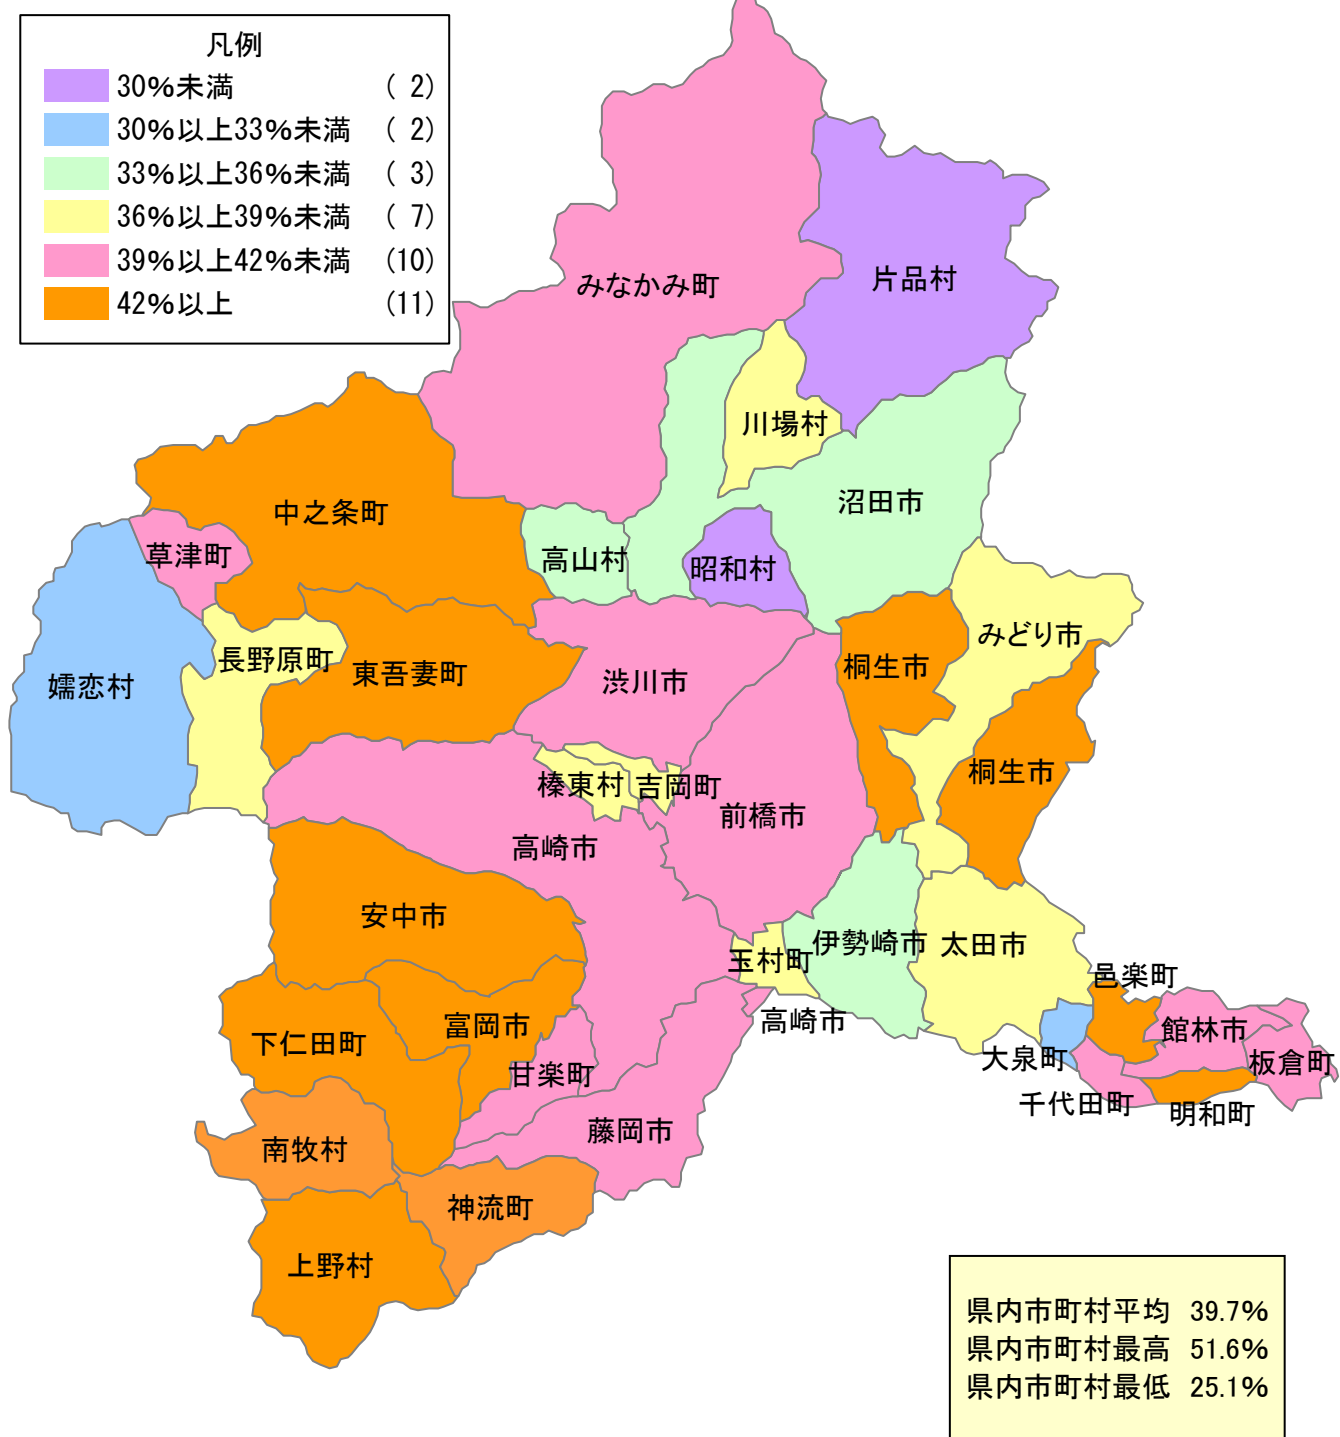 凡例
30%未満 ( 2)
30%以上33%未満 ( 2)
33%以上36%未満 ( 3)
36%以上39%未満 ( 7)
39%以上42%未満 (10)
42%以上 (11)
みなかみ町
片品村
川場村
沼田市
中之条町
草津町
高山村
昭和村
みどり市
長野原町
嬬恋村
東吾妻町
渋川市
桐生市
桐生市
榛東村
吉岡町
前橋市
高崎市
安中市
伊勢崎市
太田市
玉村町
邑楽町
高崎市
富岡市
下仁田町
館林市
大泉町
板倉町
甘楽町
千代田町
明和町
藤岡市
南牧村
神流町
上野村
県内市町村平均 39.7%
県内市町村最高 51.6%
県内市町村最低 25.1%